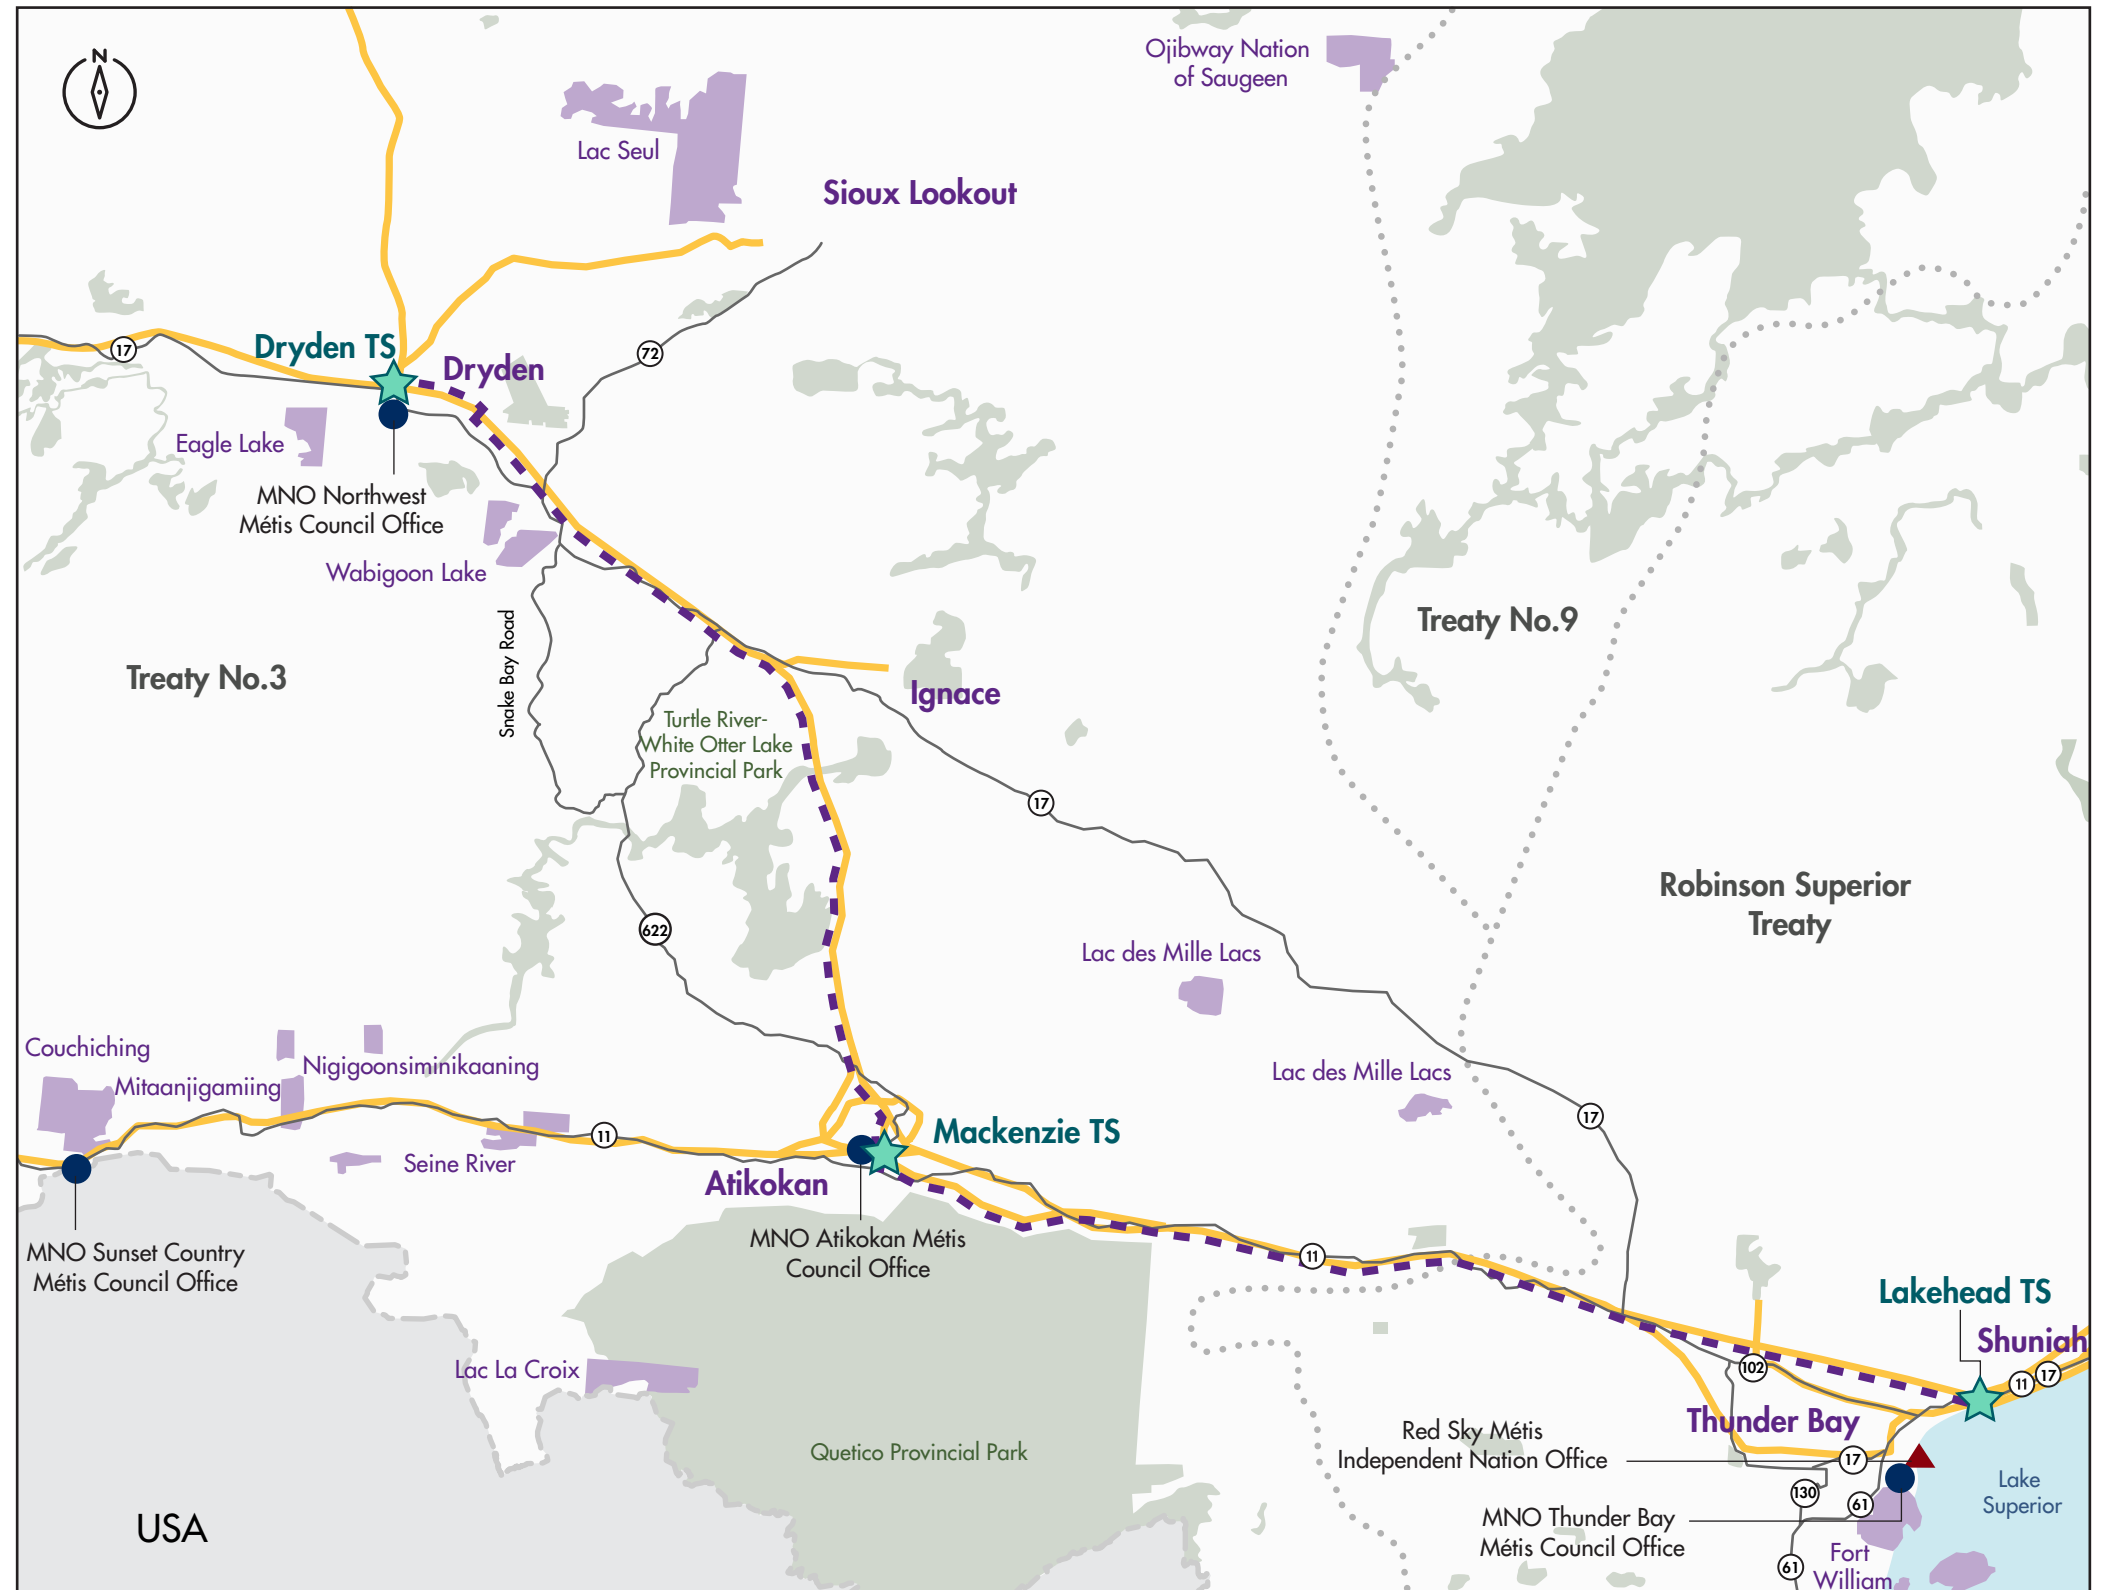 N
Ojibway Nation
of Saugeen
Lac Seul
Sioux Lookout
17
Dryden TS
72
Dryden
Eagle Lake
MNO Northwest
Métis Council Office
Wabigoon Lake
Snake Bay Road
Treaty No.9
Treaty No.3
Ignace
Turtle River-
White Otter Lake
Provincial Park
17
Robinson Superior
Treaty
622
Lac des Mille Lacs
Couchiching
Nigigoonsiminikaaning
Mitaanjigamiing
Lac des Mille Lacs
17
11
Mackenzie TS
Seine River
Atikokan
MNO Sunset Country
Métis Council Office
MNO Atikokan Métis
Council Office
11
Lakehead TS
Shuniah
Lac La Croix
102
11
17
Thunder Bay
Red Sky Métis
Independent Nation Office
Quetico Provincial Park
17
130
61
Lake
Superior
MNO Thunder Bay
Métis Council Office
USA
61
Fort
William